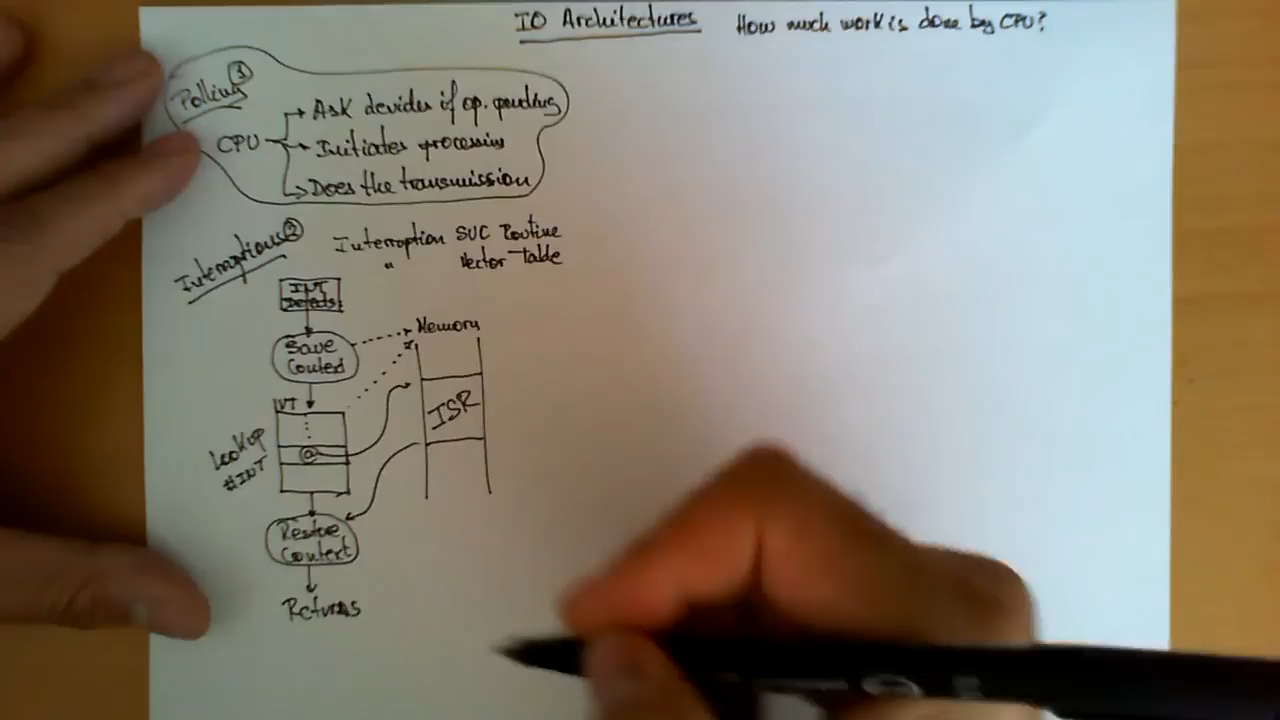 IO Architectures How much work is done by CPU?
Polling 3
CPU
Ask devides if op. pending
Initiates processing
Does the transmission
Interruptions 2
Interruption SVC Routine
" Vector Table
INT
Detects
Save
Context
Memory
VT
@
ISR
Lookup
#INT
Restore
Context
Returns